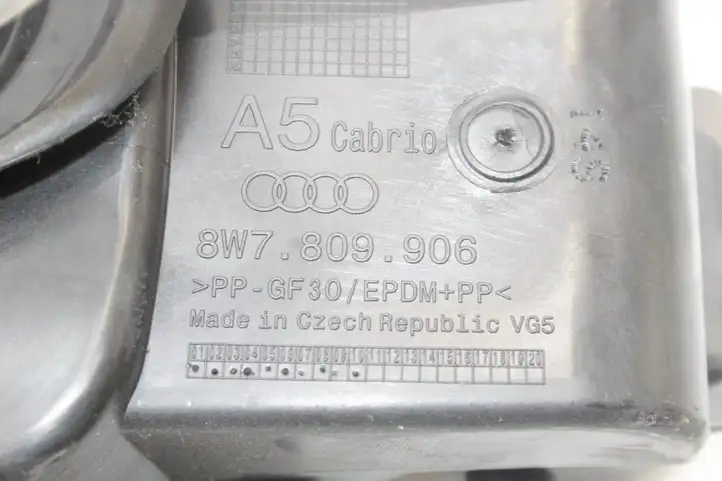 A5 Cabrio
8W7.809.906
>PP-GF30/EPDM+PP<
Made in Czech Republic VG5
01 02 03 04 05 06 07 08 09 10 11 12 13 14 15 16 17 18 19 20